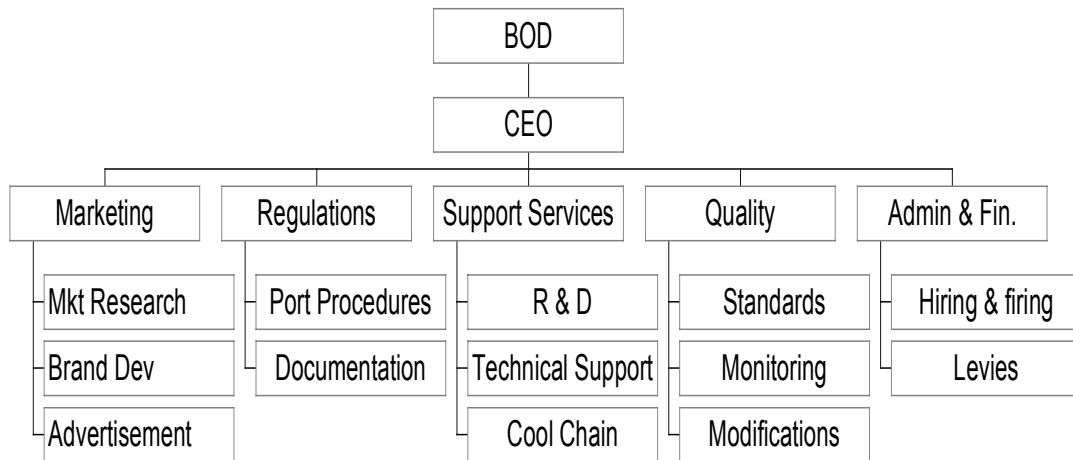 BOD
CEO
Marketing
Regulations
Support Services
Quality
Admin & Fin.
Mkt Research
Port Procedures
R & D
Standards
Hiring & firing
Brand Dev
Documentation
Technical Support
Monitoring
Levies
Advertisement
Cool Chain
Modifications